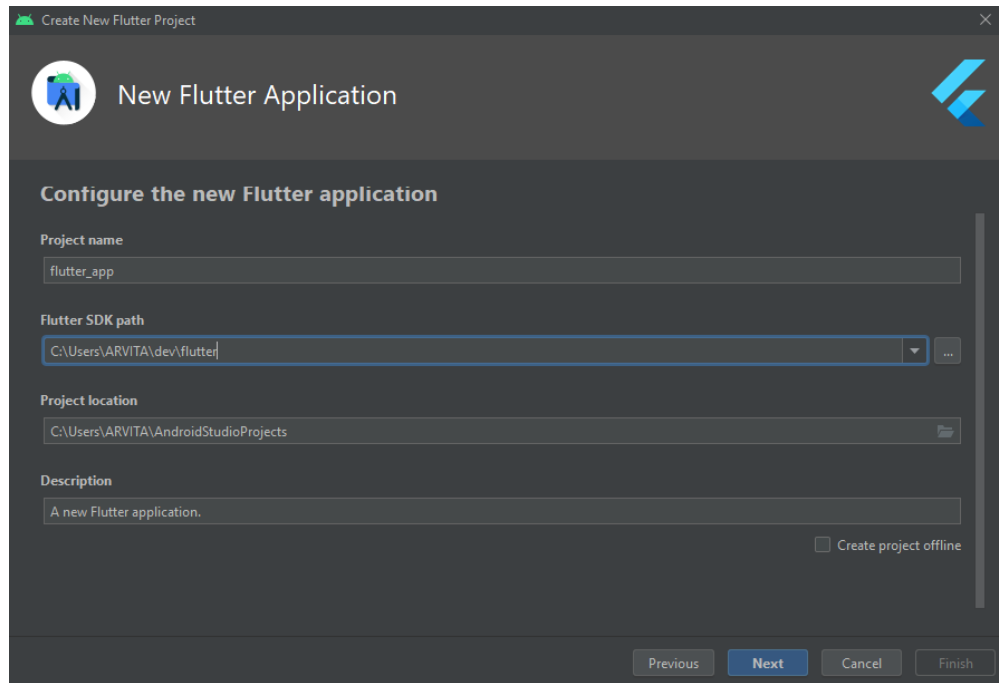 Create New Flutter Project
New Flutter Application
Configure the new Flutter application
Project name
flutter_app
Flutter SDK path
C:\Users\ARVITA\dev\flutter
...
Project location
C:\Users\ARVITA\AndroidStudioProjects
Description
A new Flutter application.
Create project offline
Previous Next Cancel Finish